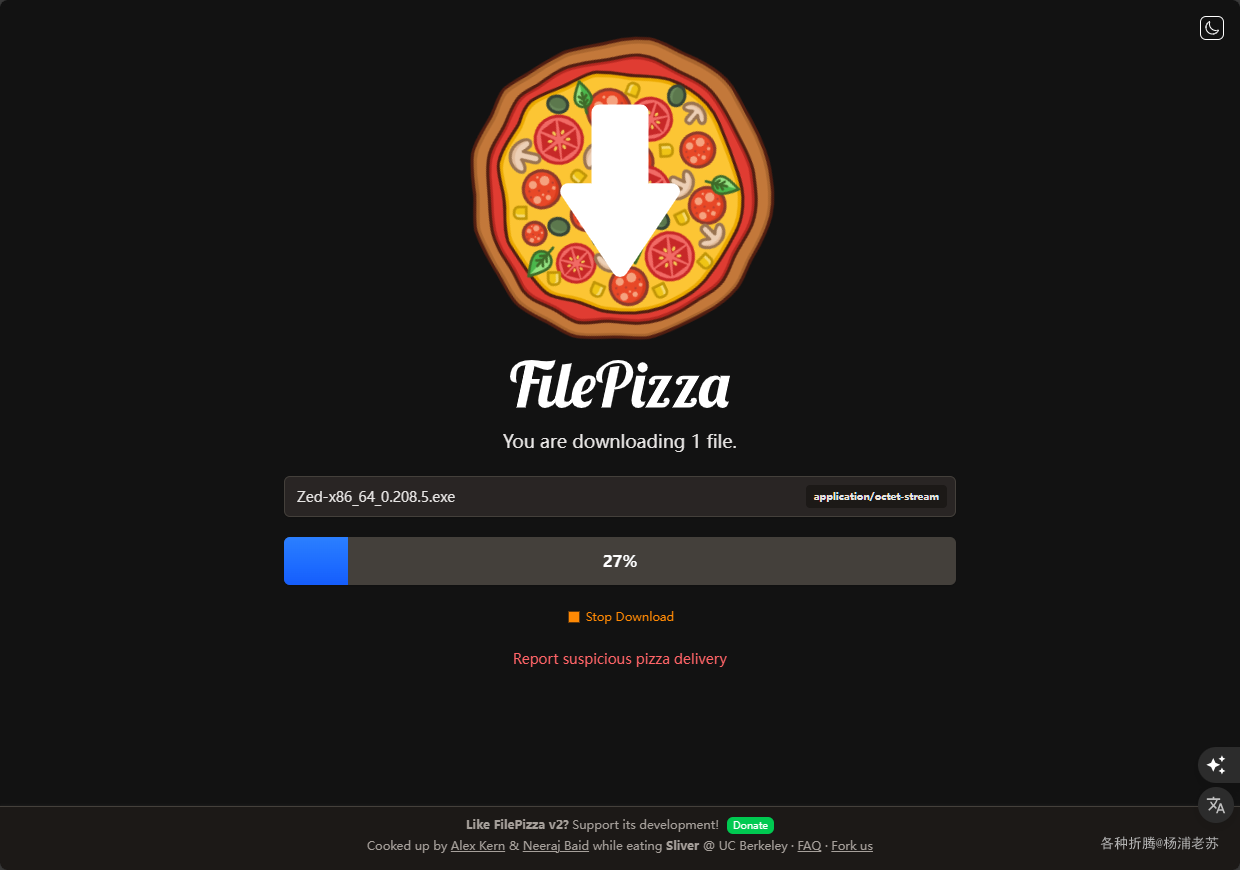 FilePizza
You are downloading 1 file.
Zed-x86_64_0.208.5.exe application/octet-stream
27%
Stop Download
Report suspicious pizza delivery
Like FilePizza v2? Support its development! Donate
Cooked up by Alex Kern & Neeraj Baid while eating Sliver @ UC Berkeley · FAQ · Fork us
各种折腾@杨浦老苏